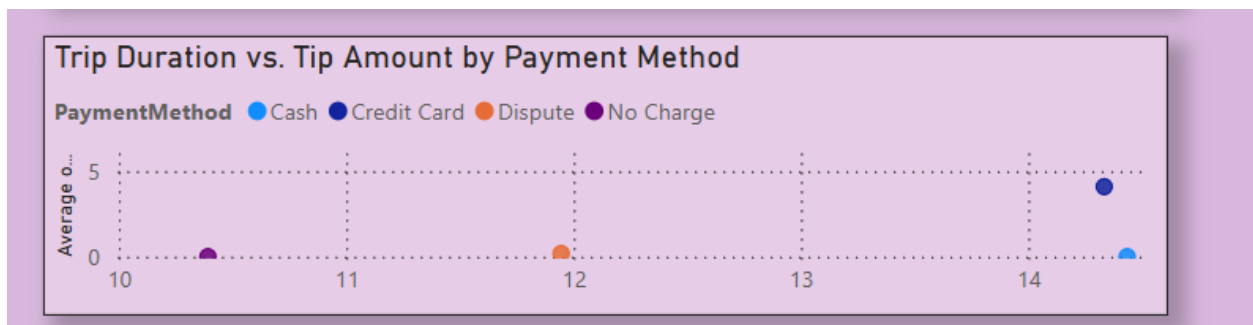 Trip Duration vs. Tip Amount by Payment Method
PaymentMethod Cash Credit Card Dispute No Charge
Average o...
5
0
10 11 12 13 14